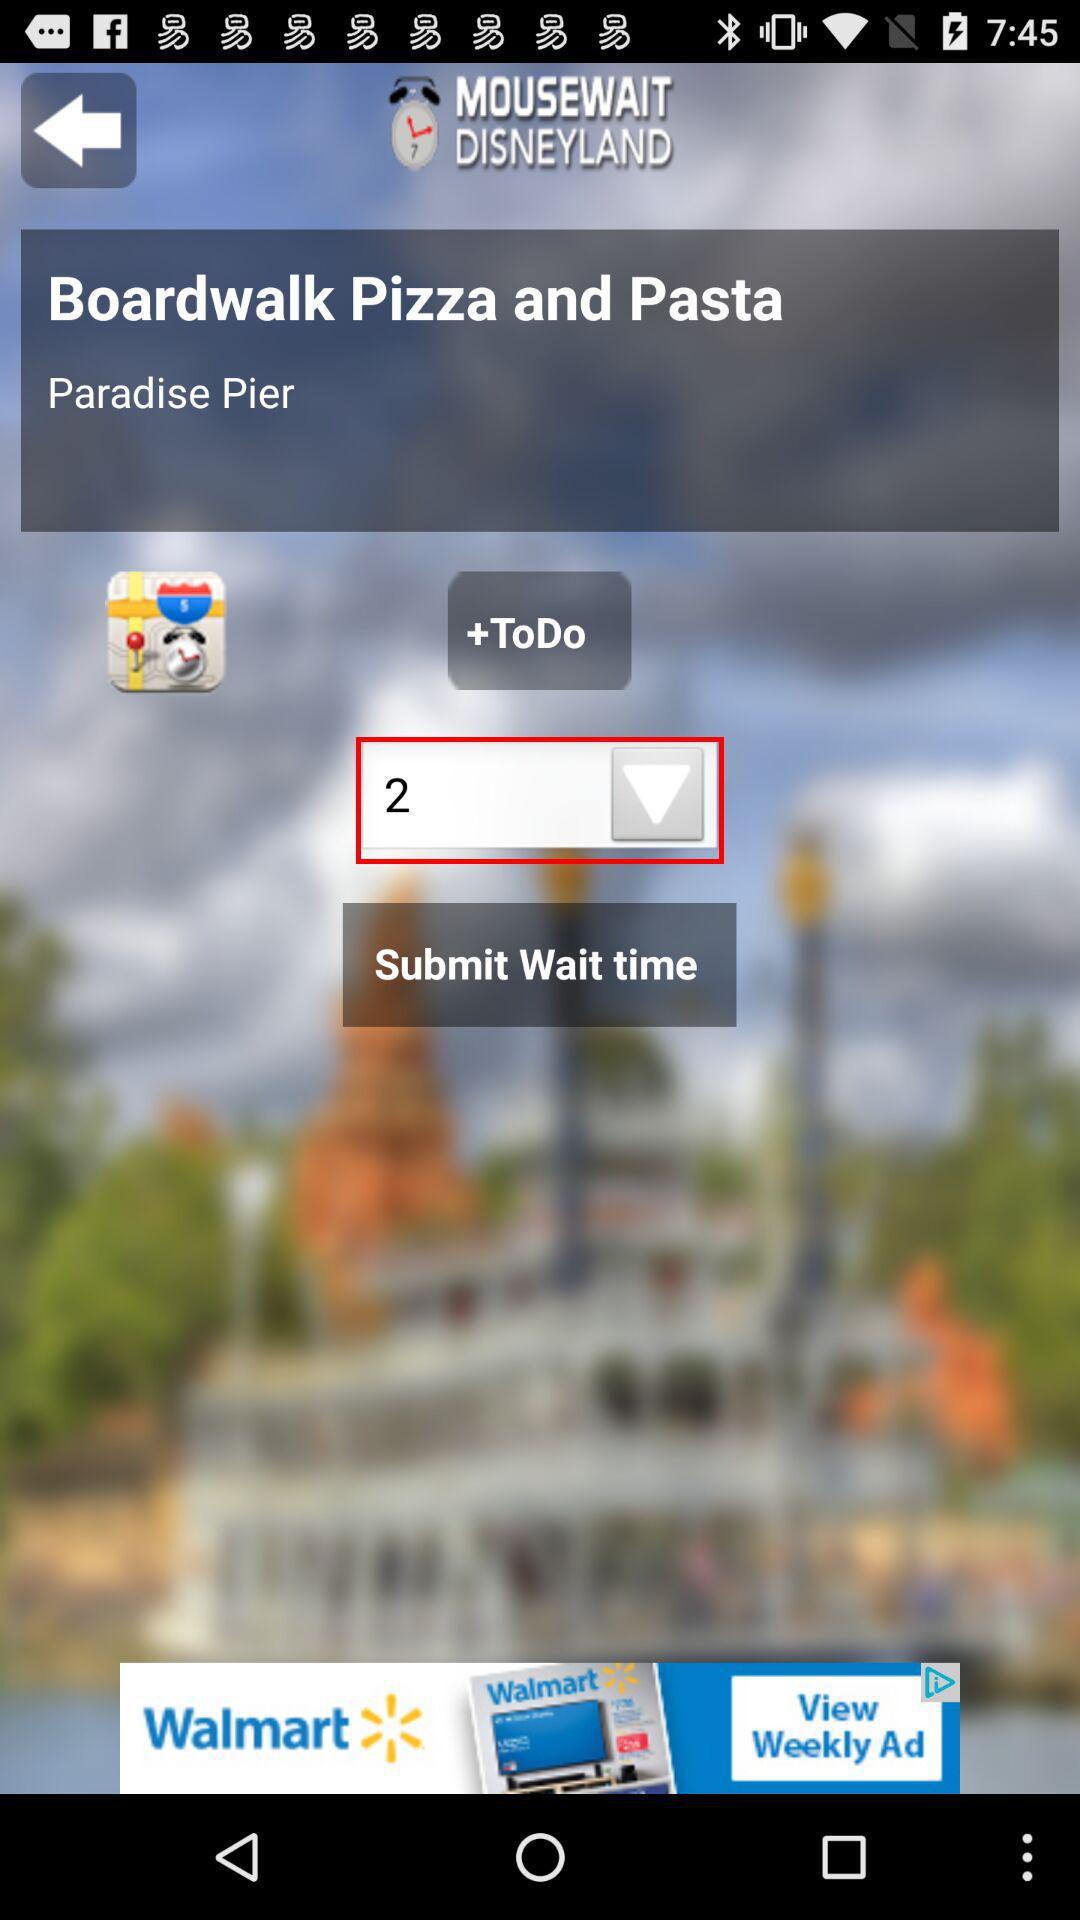 7:45
MOUSEWAIT
DISNEYLAND
Boardwalk Pizza and Pasta
Paradise Pier
5
+ToDo
2
Submit Wait time
Walmart
Walmart
View
Weekly Ad